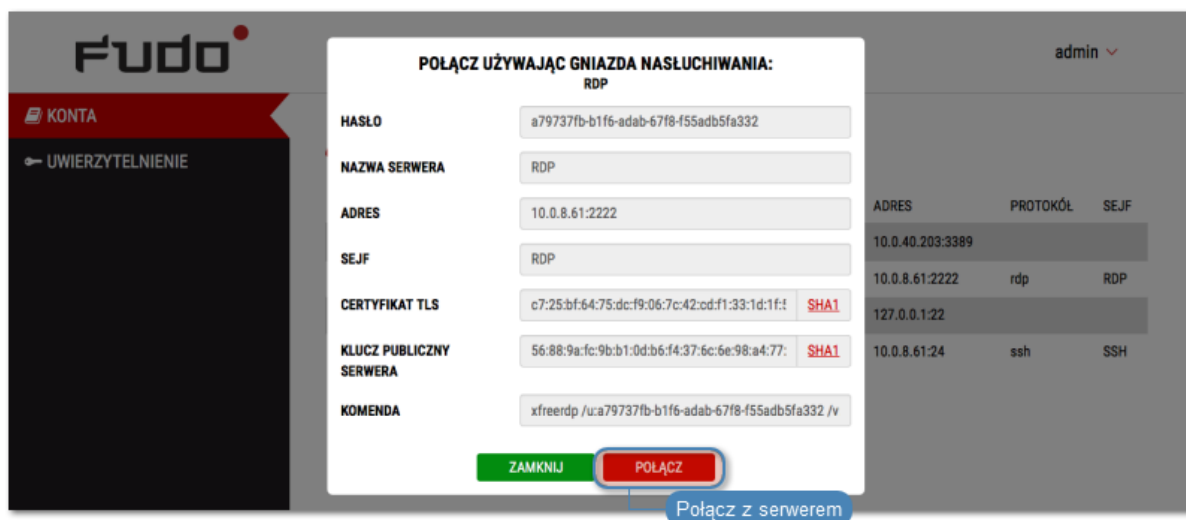 Fudo
admin
KONTA
UWIERZYTELNIENIE
POŁĄCZ UŻYWAJĄC GNIAZDA NASŁUCHIWANIA:
RDP
HASŁO a79737fb-b1f6-adab-67f8-f55adb5fa332
NAZWA SERWERA RDP
ADRES 10.0.8.61:2222
SEJF RDP
CERTYFIKAT TLS c7:25:bf:64:75:dc:f9:06:7c:42:cd:f1:33:1d:1f:5 SHA1
KLUCZ PUBLICZNY SERWERA 56:88:9a:fc:9b:b1:0d:b6:f4:37:6c:6e:98:a4:77: SHA1
KOMENDA xfreerdp /u:a79737fb-b1f6-adab-67f8-f55adb5fa332 /v
ZAMKNIJ POŁĄCZ
Połącz z serwerem
ADRES PROTOKÓŁ SEJF
10.0.40.203:3389
10.0.8.61:2222 rdp RDP
127.0.0.1:22
10.0.8.61:24 ssh SSH